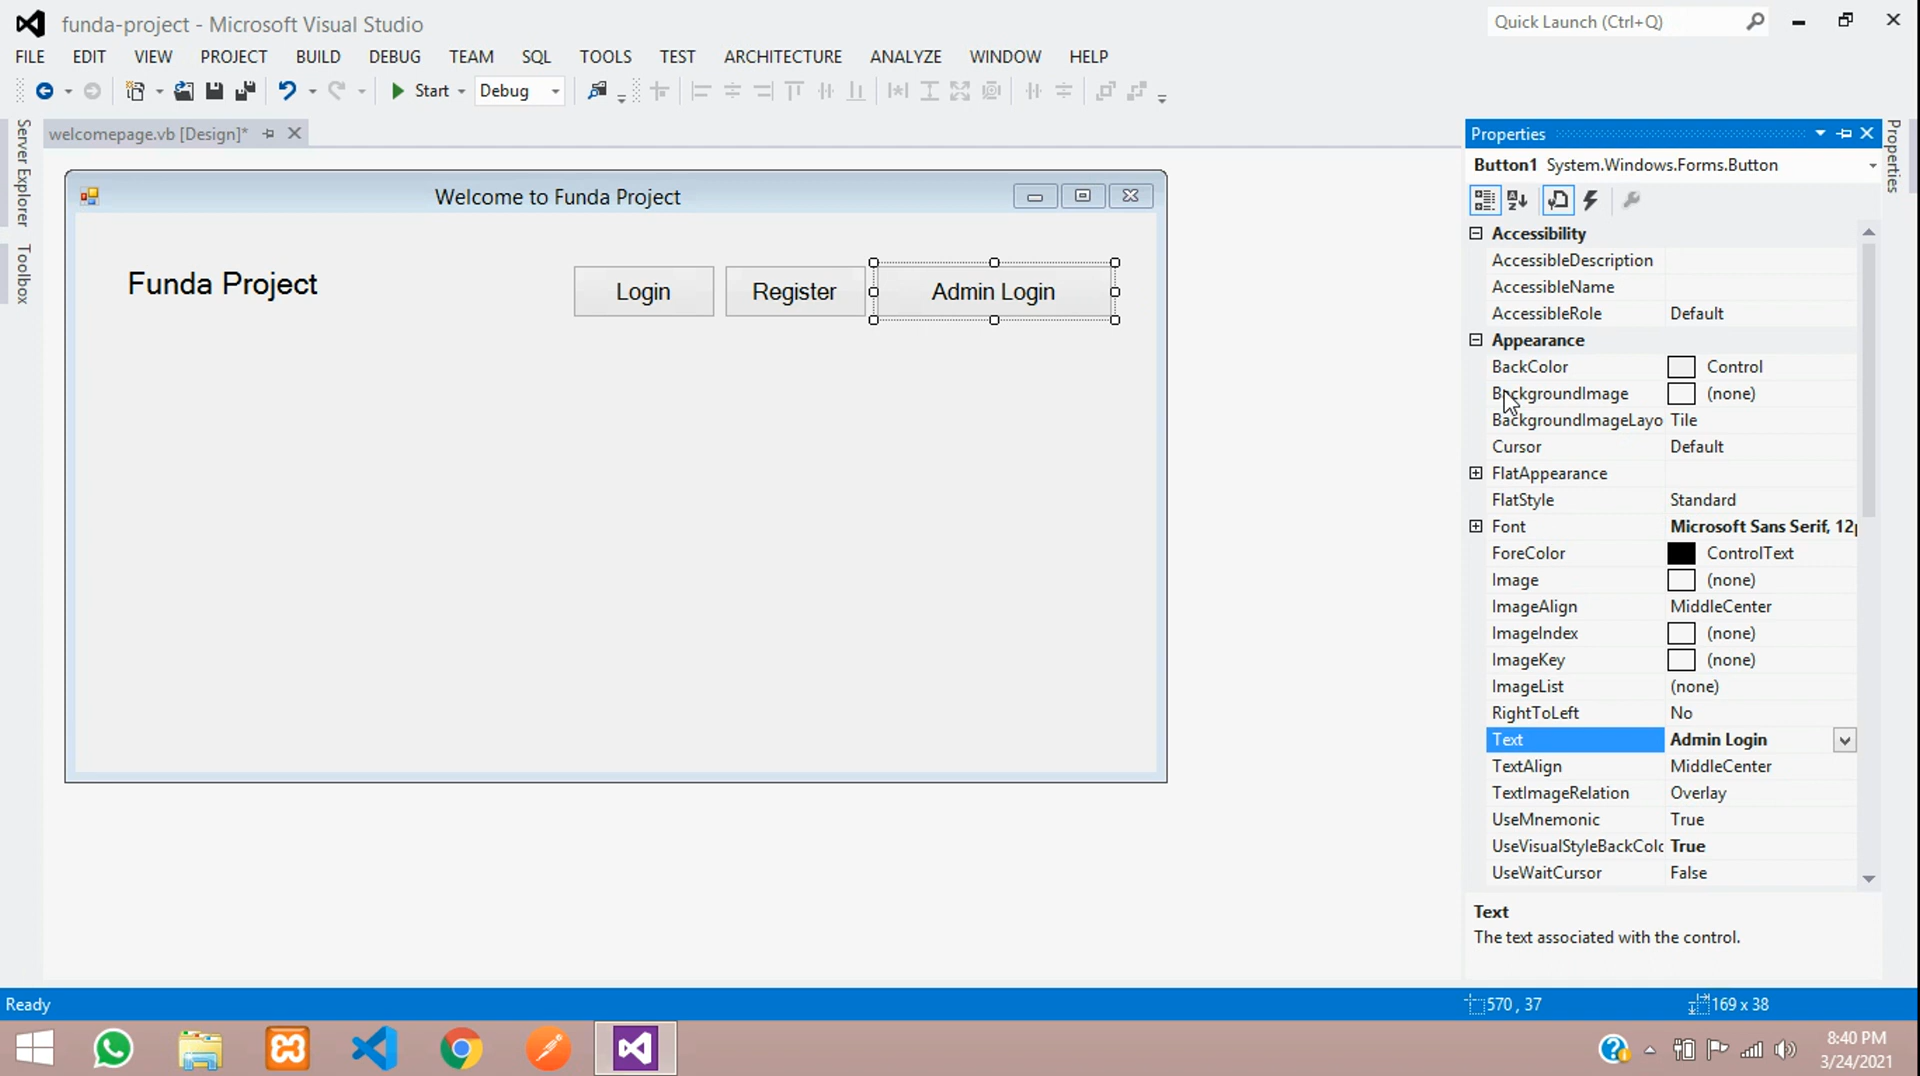 funda-project - Microsoft Visual Studio
Quick Launch (Ctrl+Q)
FILE EDIT VIEW PROJECT BUILD DEBUG TEAM SQL TOOLS TEST ARCHITECTURE ANALYZE WINDOW HELP
Start Debug
Server Explorer
Toolbox
welcomepage.vb [Design]*
Welcome to Funda Project
Funda Project
Login
Register
Admin Login
Properties
Properties
Button1 System.Windows.Forms.Button
Accessibility
AccessibleDescription
AccessibleName
AccessibleRole Default
Appearance
BackColor Control
BackgroundImage (none)
BackgroundImageLayo Tile
Cursor Default
FlatAppearance
FlatStyle Standard
Font Microsoft Sans Serif, 12p
ForeColor ControlText
Image (none)
ImageAlign MiddleCenter
ImageIndex (none)
ImageKey (none)
ImageList (none)
RightToLeft No
Text Admin Login
TextAlign MiddleCenter
TextImageRelation Overlay
UseMnemonic True
UseVisualStyleBackColo True
UseWaitCursor False
Text
The text associated with the control.
Ready
570 , 37
169 x 38
8:40 PM
3/24/2021